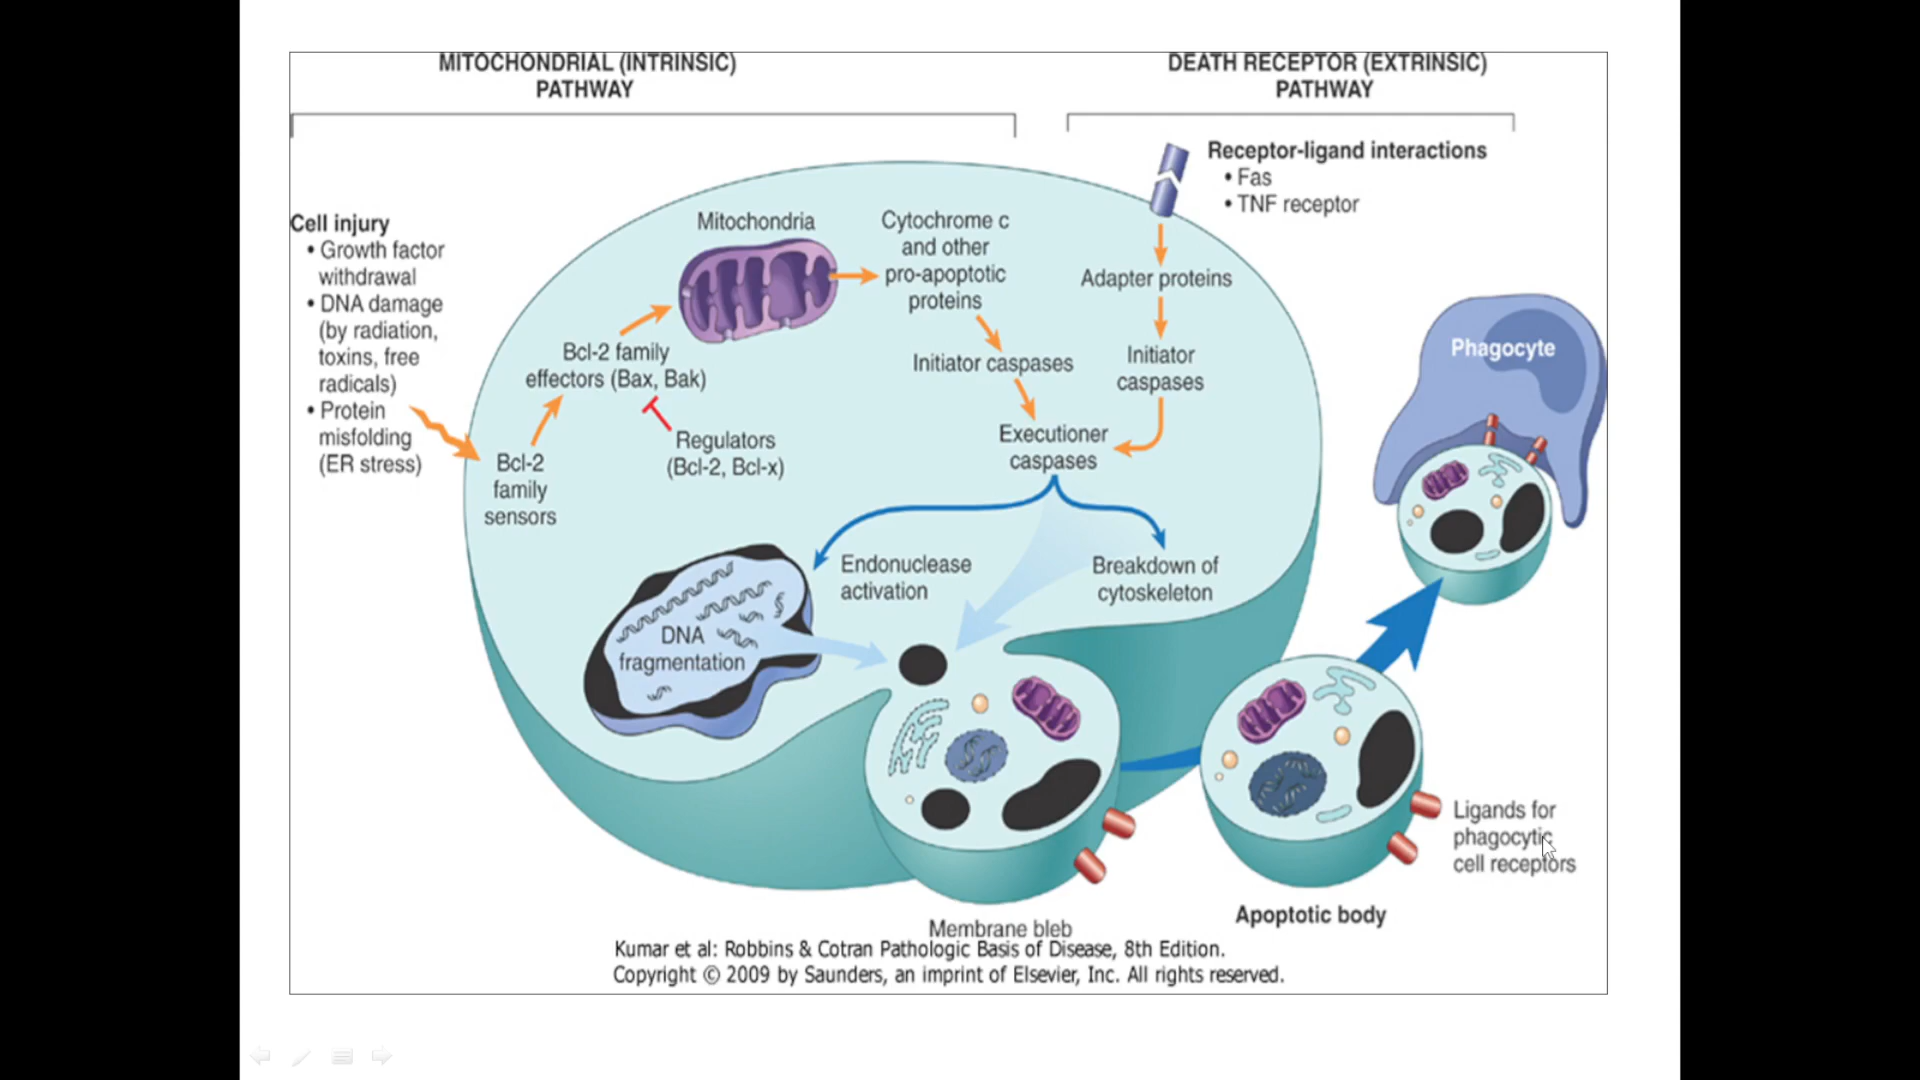 MITOCHONDRIAL (INTRINSIC)
PATHWAY
DEATH RECEPTOR (EXTRINSIC)
PATHWAY
Receptor-ligand interactions
• Fas
• TNF receptor
Cell injury
• Growth factor
withdrawal
• DNA damage
(by radiation,
toxins, free
radicals)
• Protein
misfolding
(ER stress)
Mitochondria
Cytochrome c
and other
pro-apoptotic
proteins
Adapter proteins
Bcl-2 family
effectors (Bax, Bak)
Initiator caspases
Initiator
caspases
Phagocyte
Regulators
(Bcl-2, Bcl-x)
Executioner
caspases
Bcl-2
family
sensors
Endonuclease
activation
Breakdown of
cytoskeleton
DNA
fragmentation
Ligands for
phagocytic
cell receptors
Apoptotic body
Membrane bleb
Kumar et al: Robbins & Cotran Pathologic Basis of Disease, 8th Edition.
Copyright © 2009 by Saunders, an imprint of Elsevier, Inc. All rights reserved.